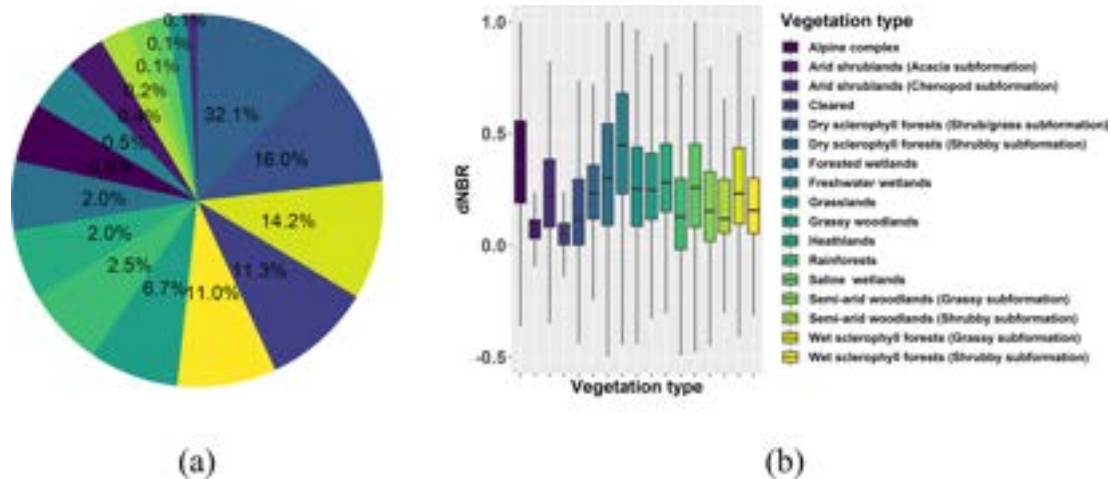 0.1%
0.1%
0.1%
0.2%
0.4%
0.5%
32.1%
16.0%
14.2%
11.3%
11.0%
6.7%
2.5%
2.0%
2.0%
(a)
1.0
0.5
0.0
-0.5
dNBR
Vegetation type
Vegetation type
Alpine complex
Arid shrublands (Acacia subformation)
Arid shrublands (Chenopod subformation)
Cleared
Dry sclerophyll forests (Shrub/grass subformation)
Dry sclerophyll forests (Shrubby subformation)
Forested wetlands
Freshwater wetlands
Grasslands
Grassy woodlands
Heathlands
Rainforests
Saline wetlands
Semi-arid woodlands (Grassy subformation)
Semi-arid woodlands (Shrubby subformation)
Wet sclerophyll forests (Grassy subformation)
Wet sclerophyll forests (Shrubby subformation)
(b)